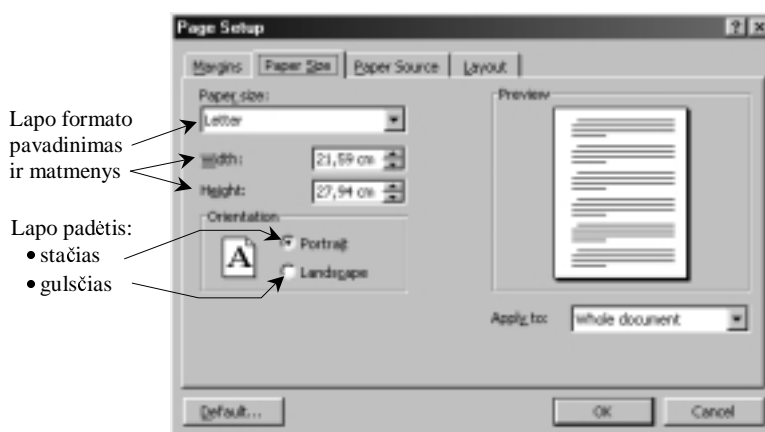 Page Setup
Margins Paper Size Paper Source Layout
Paper size:
Letter
Width: 21,59 cm
Height: 27,94 cm
Orientation
Portrait
Landscape
Preview
Apply to: Whole document
Default... OK Cancel
Lapo formato
pavadinimas
ir matmenys
Lapo padėtis:
• stačias
• gulsčias